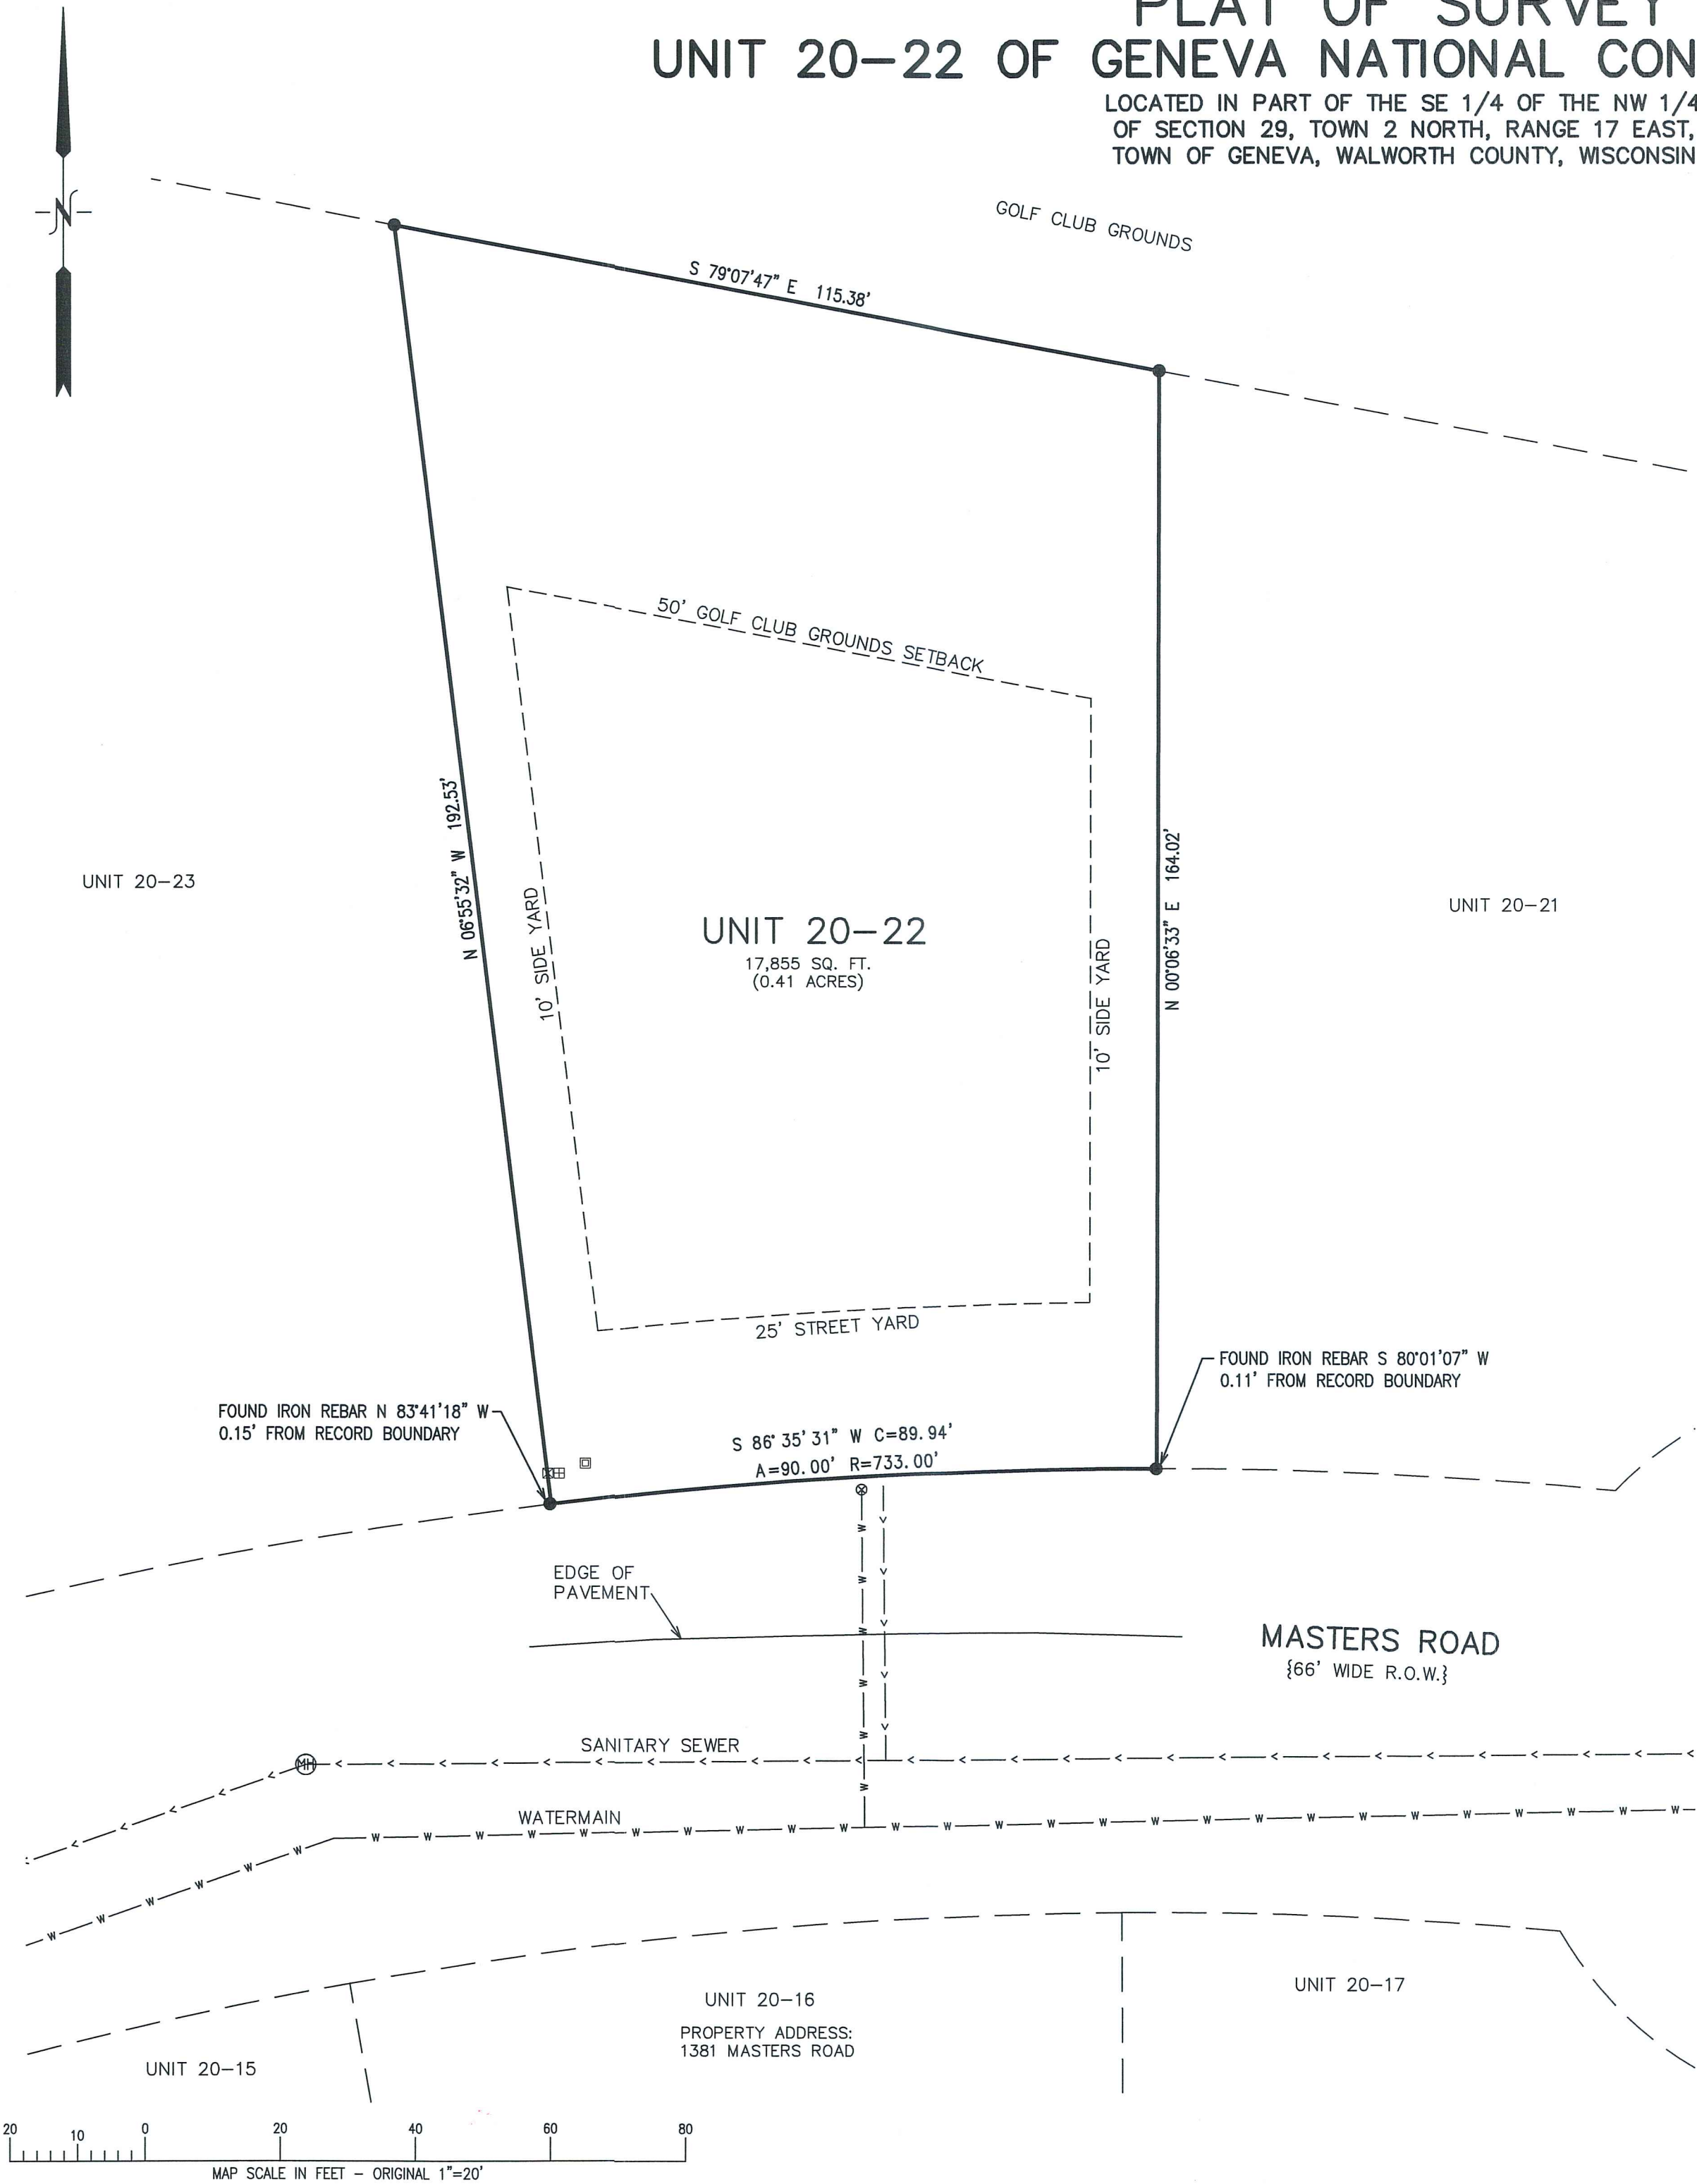 PLAT OF SURVEY
UNIT 20-22 OF GENEVA NATIONAL CON
LOCATED IN PART OF THE SE 1/4 OF THE NW 1/4
OF SECTION 29, TOWN 2 NORTH, RANGE 17 EAST,
TOWN OF GENEVA, WALWORTH COUNTY, WISCONSIN
N
GOLF CLUB GROUNDS
S 79°07'47" E 115.38'
50' GOLF CLUB GROUNDS SETBACK
N 06°55'32" W 192.53'
UNIT 20-23
10' SIDE YARD
UNIT 20-22
17,855 SQ. FT.
(0.41 ACRES)
10' SIDE YARD
N 00°06'33" E 164.02'
UNIT 20-21
25' STREET YARD
FOUND IRON REBAR S 80°01'07" W
0.11' FROM RECORD BOUNDARY
FOUND IRON REBAR N 83°41'18" W
0.15' FROM RECORD BOUNDARY
S 86°35'31" W C=89.94'
A=90.00' R=733.00'
EDGE OF
PAVEMENT
MASTERS ROAD
{66' WIDE R.O.W.}
SANITARY SEWER
MH
WATERMAIN
UNIT 20-16
PROPERTY ADDRESS:
1381 MASTERS ROAD
UNIT 20-17
UNIT 20-15
20 10 0 20 40 60 80
MAP SCALE IN FEET - ORIGINAL 1"=20'